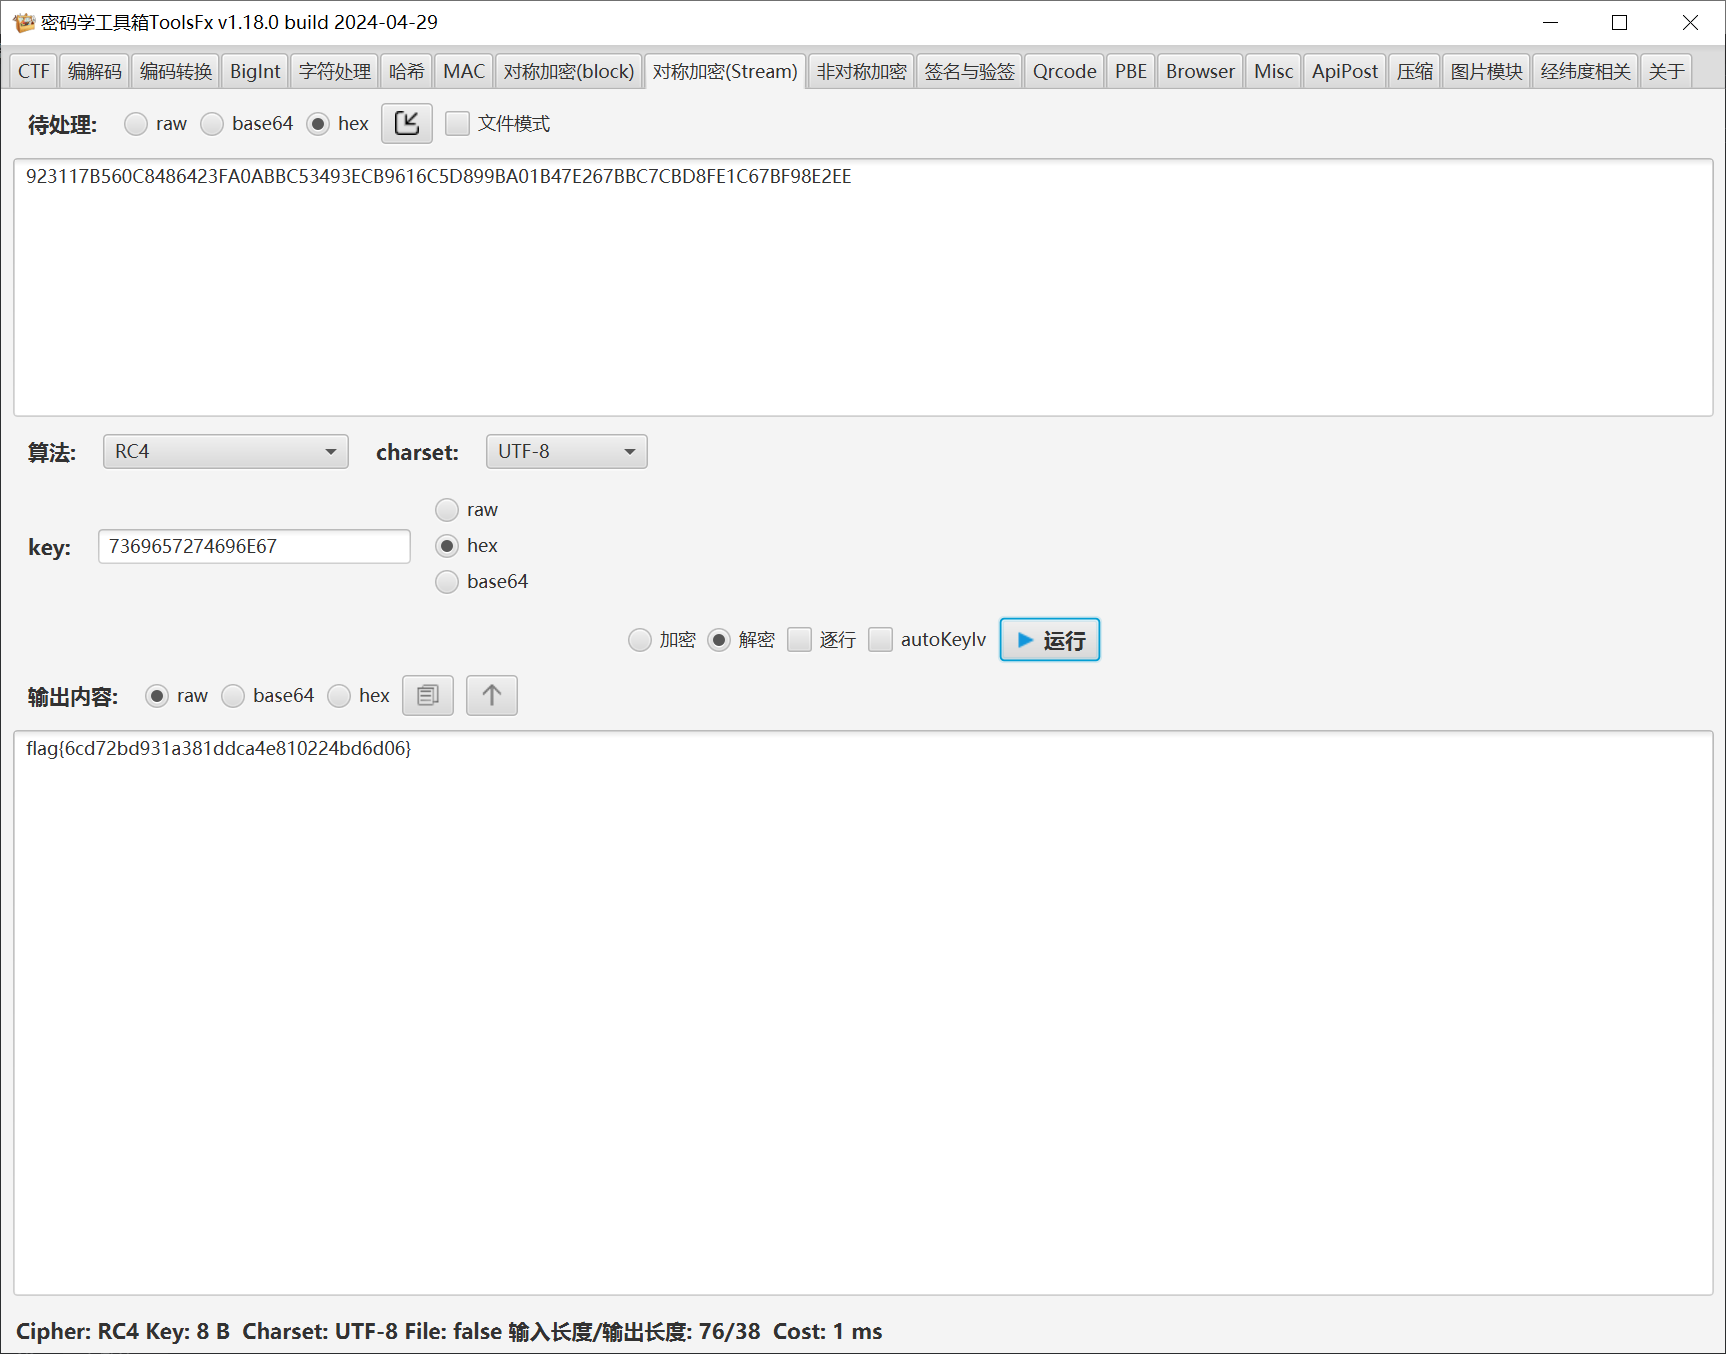 密码学工具箱ToolsFx v1.18.0 build 2024-04-29
CTF 编解码 编码转换 BigInt 字符处理 哈希 MAC 对称加密(block) 对称加密(Stream) 非对称加密 签名与验签 Qrcode PBE Browser Misc ApiPost 压缩 图片模块 经纬度相关 关于
待处理: raw base64 hex 文件模式
923117B560C8486423FA0ABBC53493ECB9616C5D899BA01B47E267BBC7CBD8FE1C67BF98E2EE
算法: RC4 charset: UTF-8
raw
key: 7369657274696E67 hex
base64
加密 解密 逐行 autoKeyIv 运行
输出内容: raw base64 hex
flag{6cd72bd931a381ddca4e810224bd6d06}
Cipher: RC4 Key: 8 B Charset: UTF-8 File: false 输入长度/输出长度: 76/38 Cost: 1 ms